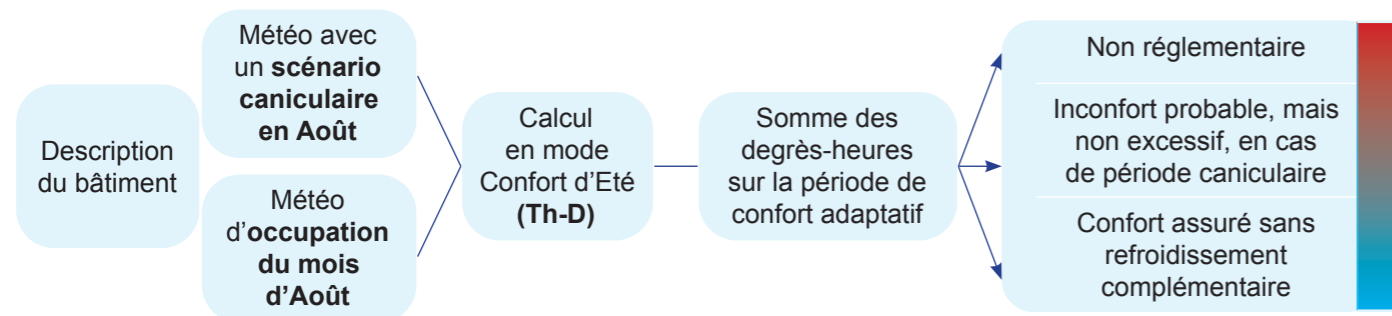 Description
du bâtiment
Météo avec
un scénario
caniculaire
en Août
Météo
d'occupation
du mois
d'Août
Calcul
en mode
Confort d'Eté
(Th-D)
Somme des
degrès-heures
sur la période de
confort adaptatif
Non réglementaire
Inconfort probable, mais
non excessif, en cas
de période caniculaire
Confort assuré sans
refroidissement
complémentaire